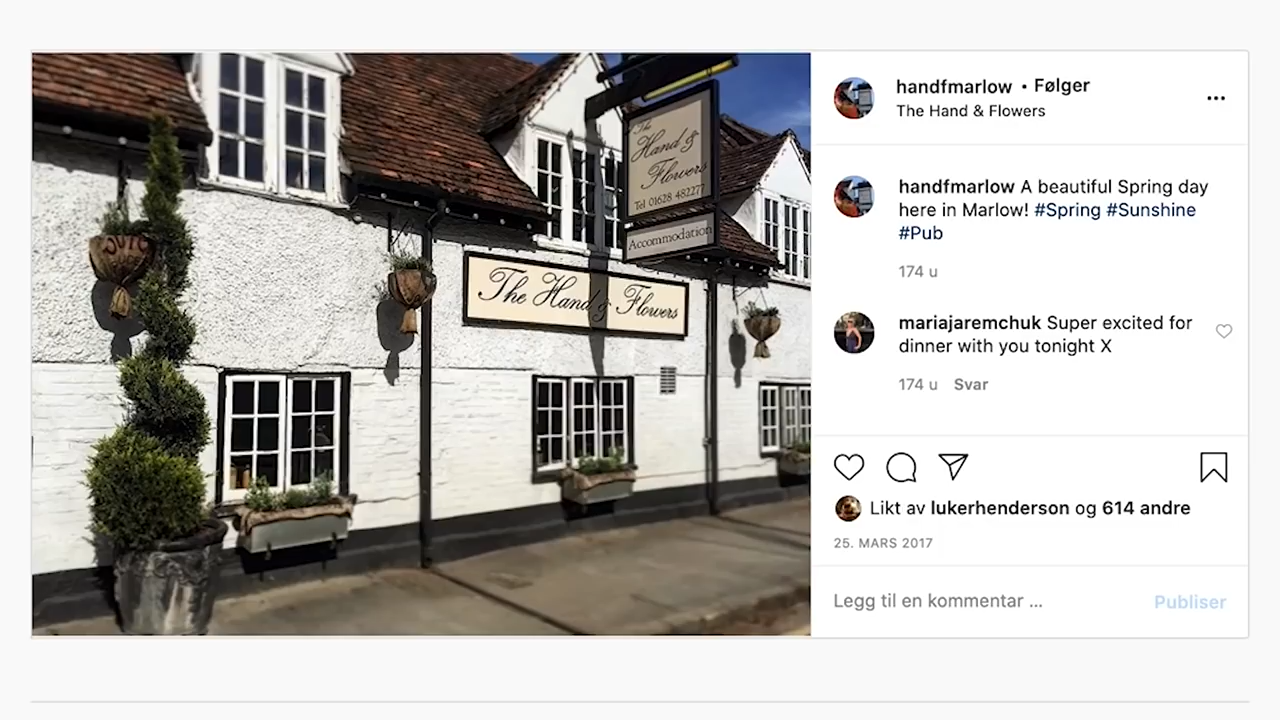 The
Hand &
Flowers
Tel 01628 482277
Accommodation
The Hand & Flowers
handfmarlow • Følger
The Hand & Flowers
handfmarlow A beautiful Spring day
here in Marlow! #Spring #Sunshine
#Pub
174 u
mariajaremchuk Super excited for
dinner with you tonight X
174 u Svar
Likt av lukerhenderson og 614 andre
25. MARS 2017
Legg til en kommentar ...
Publiser